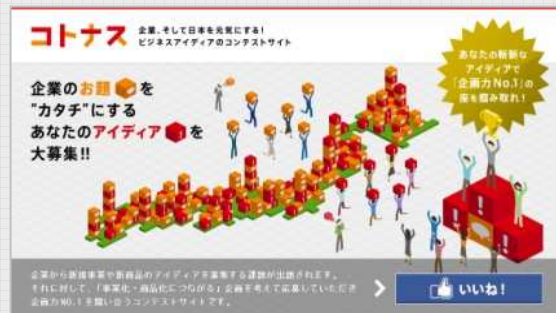 コトナス
企業、そして日本を元気にする!
ビジネスアイディアのコンテストサイト
企業のお題を
"カタチ"にする
あなたのアイディアを
大募集!!
あなたの斬新な
アイディアで
「企画力No.1」の
座を掴み取れ!
企業から新規事業や新商品のアイディアを募集する課題が出題されます。
それに対して、「事業化・商品化につながる」企画を考えて応募していただき
企画力NO.1を競い合うコンテストサイトです。
いいね!